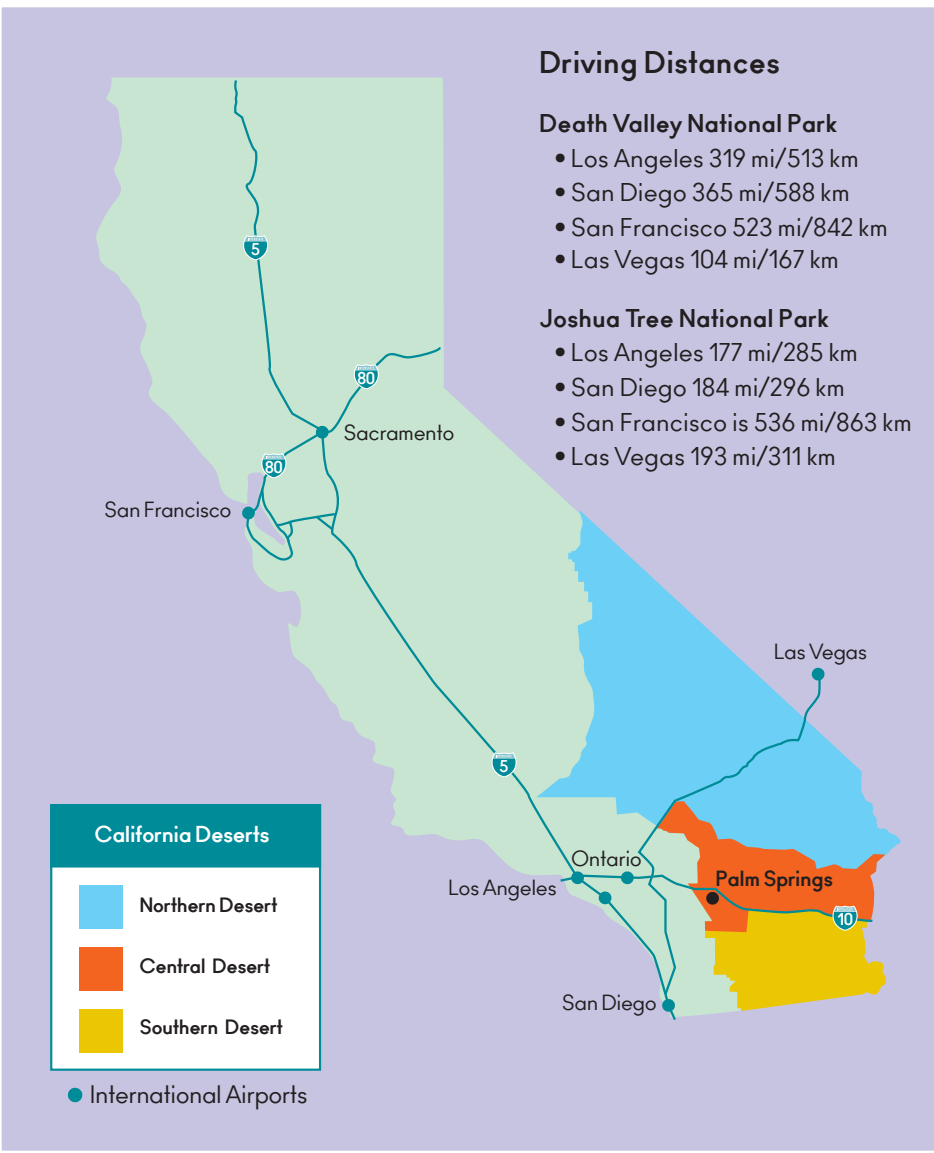 Driving Distances
Death Valley National Park
• Los Angeles 319 mi/513 km
• San Diego 365 mi/588 km
• San Francisco 523 mi/842 km
• Las Vegas 104 mi/167 km
Joshua Tree National Park
• Los Angeles 177 mi/285 km
• San Diego 184 mi/296 km
• San Francisco is 536 mi/863 km
• Las Vegas 193 mi/311 km
5
80
Sacramento
80
San Francisco
Las Vegas
5
Ontario
Los Angeles
Palm Springs
10
San Diego
California Deserts
Northern Desert
Central Desert
Southern Desert
International Airports